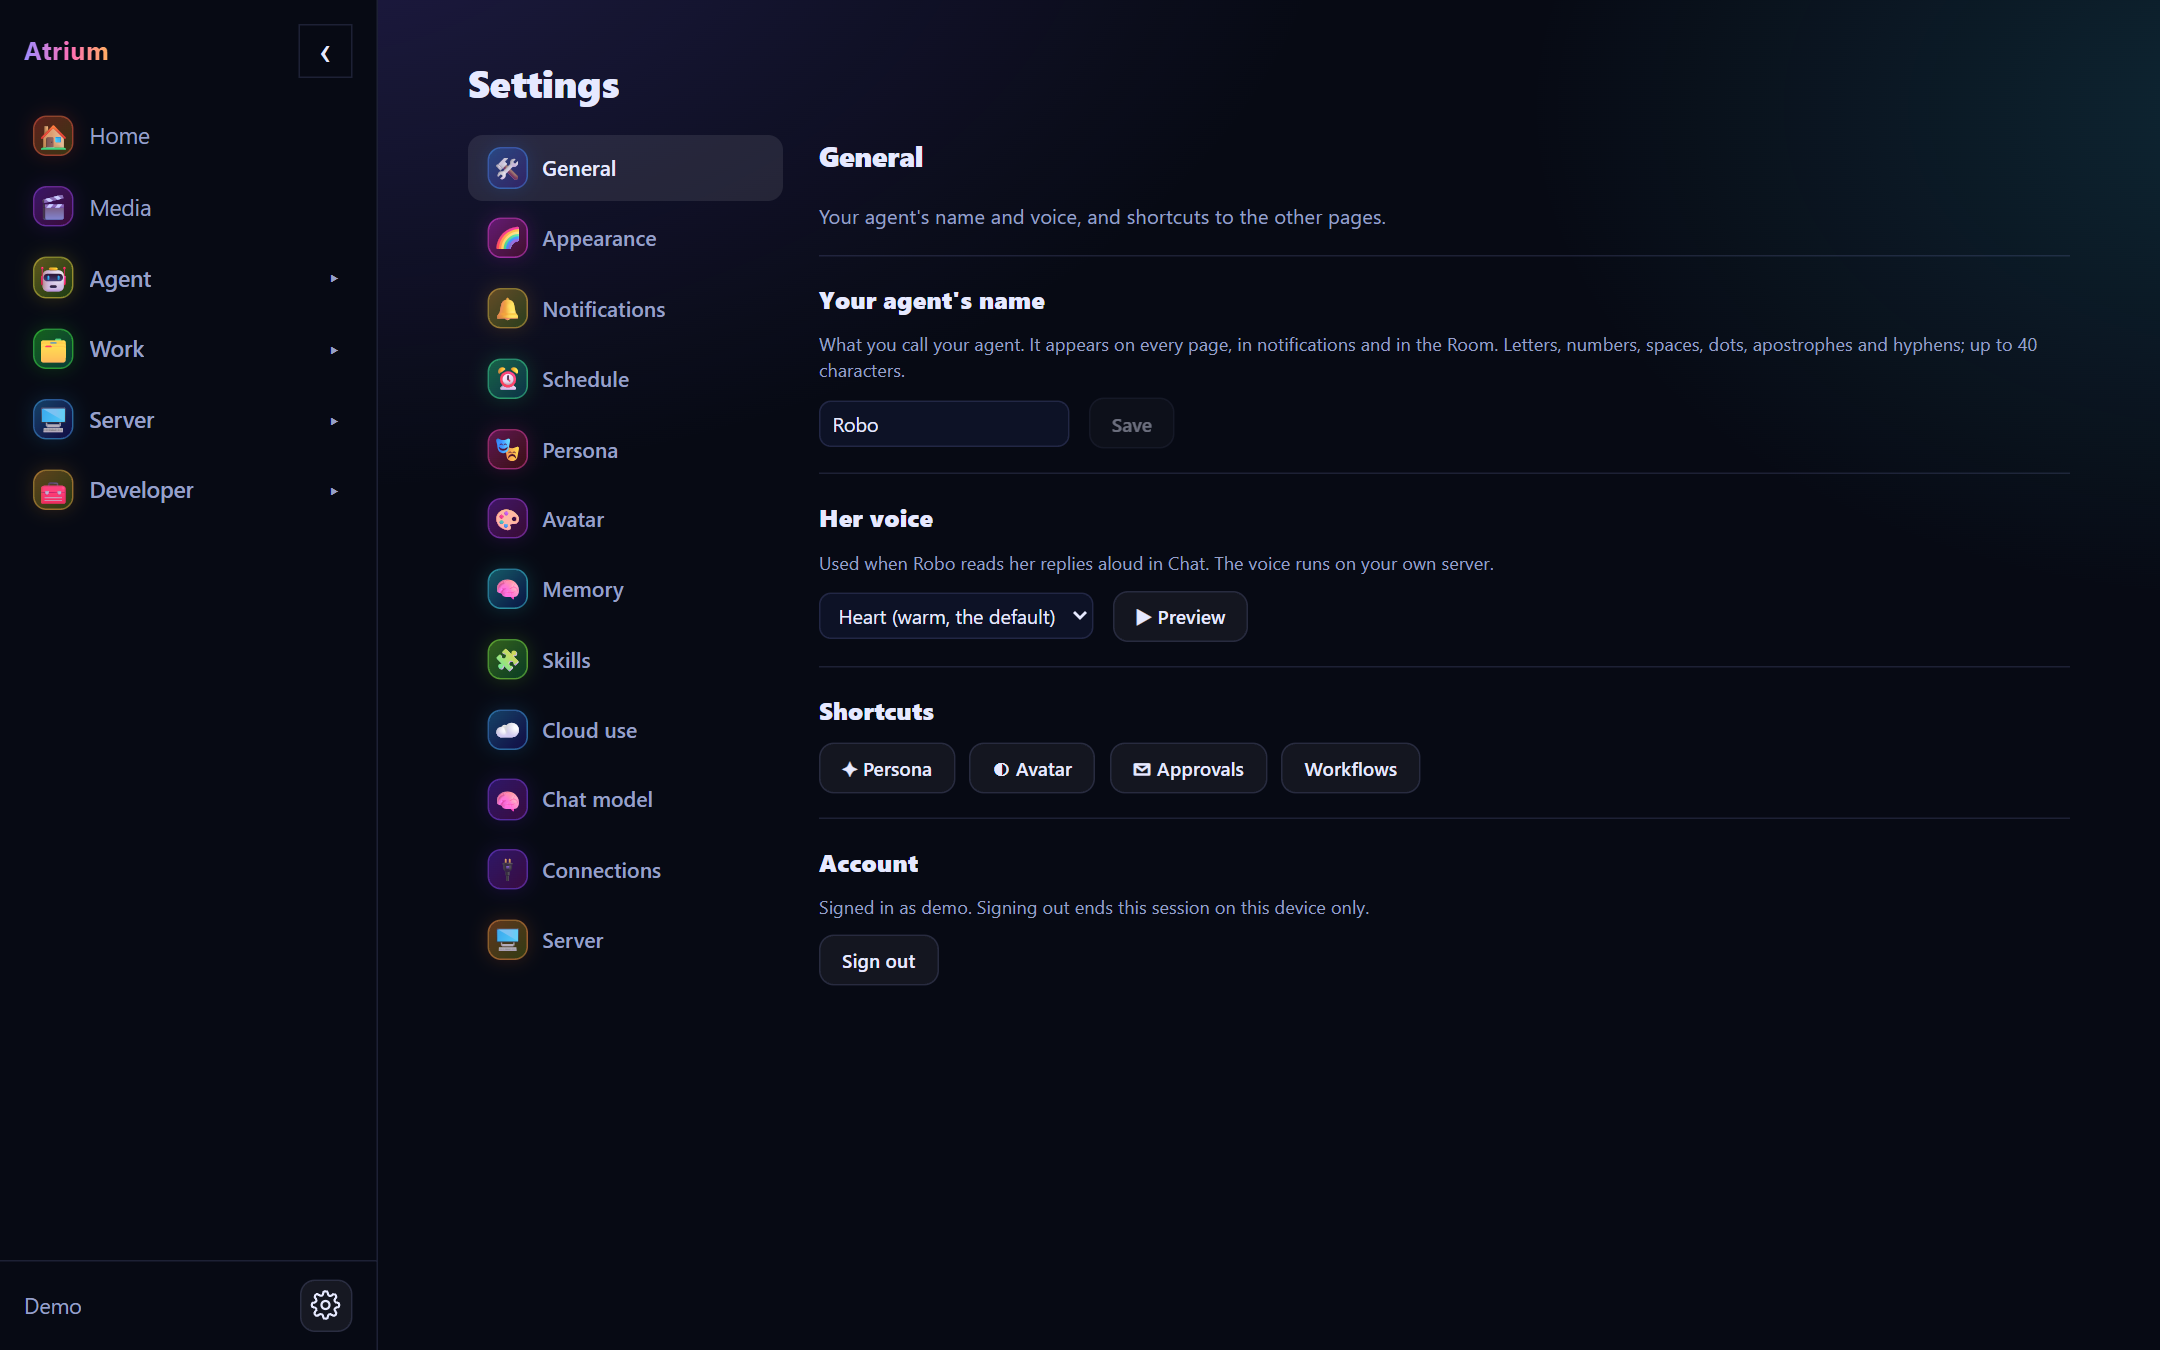 Atrium
❮
Home
Media
Agent
Work
Server
Developer
Demo
Settings
General
Appearance
Notifications
Schedule
Persona
Avatar
Memory
Skills
Cloud use
Chat model
Connections
Server
General
Your agent's name and voice, and shortcuts to the other pages.
Your agent's name
What you call your agent. It appears on every page, in notifications and in the Room. Letters, numbers, spaces, dots, apostrophes and hyphens; up to 40
characters.
Robo
Save
Her voice
Used when Robo reads her replies aloud in Chat. The voice runs on your own server.
Heart (warm, the default)
▶ Preview
Shortcuts
✦ Persona
◐ Avatar
Approvals
Workflows
Account
Signed in as demo. Signing out ends this session on this device only.
Sign out